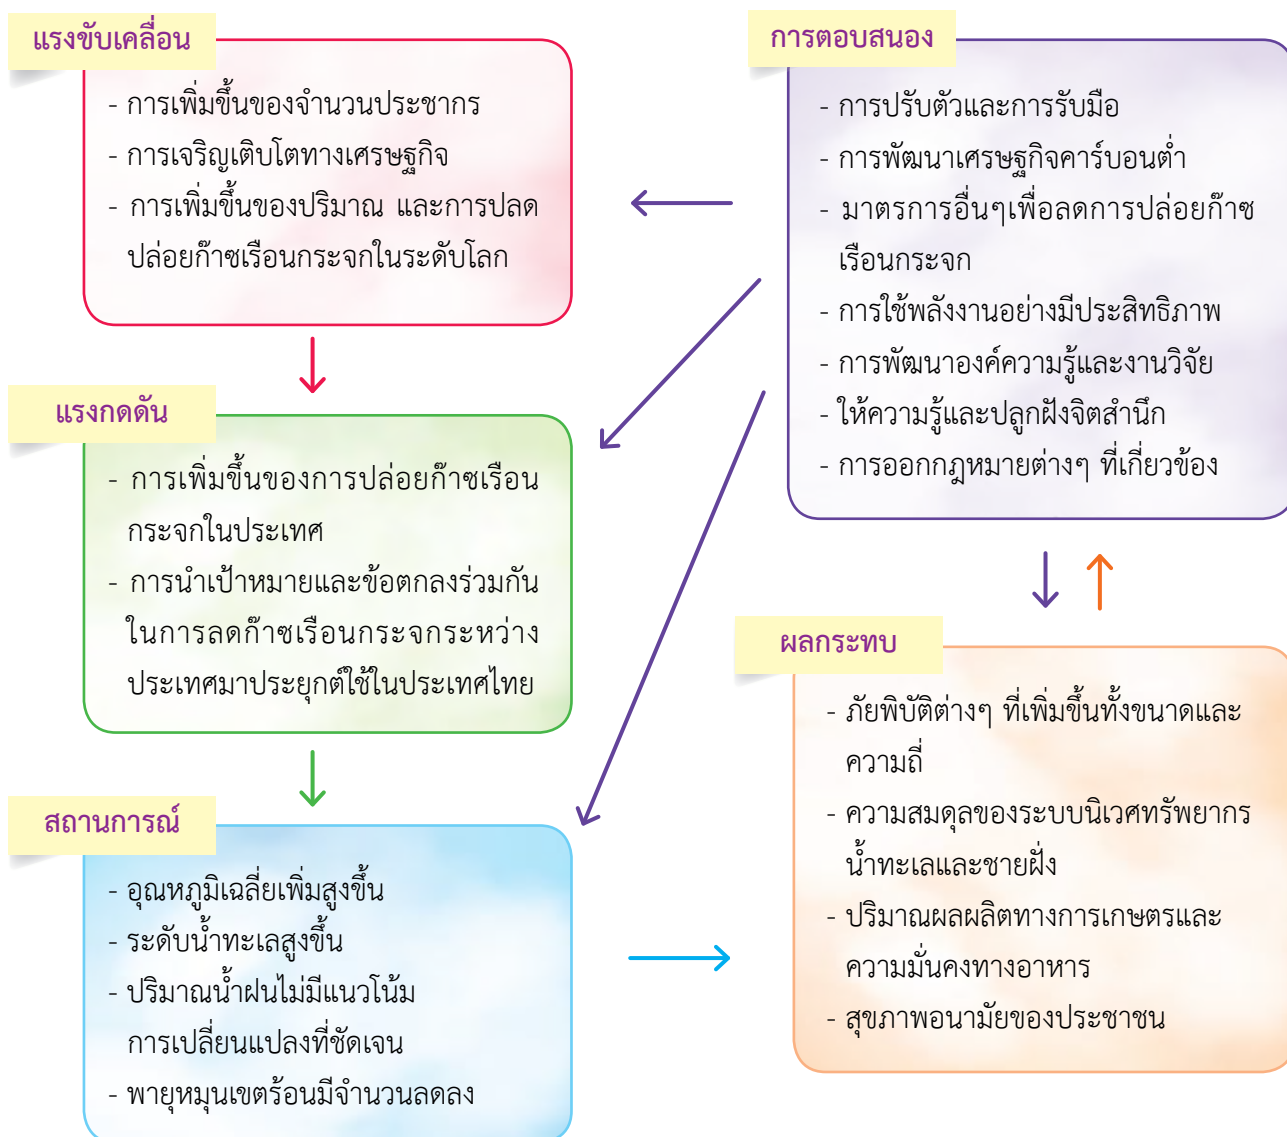 แรงขับเคลื่อน
- การเพิ่มขึ้นของจำนวนประชากร
- การเจริญเติบโตทางเศรษฐกิจ
- การเพิ่มขึ้นของปริมาณ และการปลด
ปล่อยก๊าซเรือนกระจกในระดับโลก
แรงกดดัน
- การเพิ่มขึ้นของการปล่อยก๊าซเรือน
กระจกในประเทศ
- การนำเป้าหมายและข้อตกลงร่วมกัน
ในการลดก๊าซเรือนกระจกระหว่าง
ประเทศมาประยุกต์ใช้ในประเทศไทย
สถานการณ์
- อุณหภูมิเฉลี่ยเพิ่มสูงขึ้น
- ระดับน้ำทะเลสูงขึ้น
- ปริมาณน้ำฝนไม่มีแนวโน้ม
การเปลี่ยนแปลงที่ชัดเจน
- พายุหมุนเขตร้อนมีจำนวนลดลง
การตอบสนอง
- การปรับตัวและการรับมือ
- การพัฒนาเศรษฐกิจคาร์บอนต่ำ
- มาตรการอื่นๆเพื่อลดการปล่อยก๊าซ
เรือนกระจก
- การใช้พลังงานอย่างมีประสิทธิภาพ
- การพัฒนาองค์ความรู้และงานวิจัย
- ให้ความรู้และปลูกฝังจิตสำนึก
- การออกกฎหมายต่างๆ ที่เกี่ยวข้อง
ผลกระทบ
- ภัยพิบัติต่างๆ ที่เพิ่มขึ้นทั้งขนาดและ
ความถี่
- ความสมดุลของระบบนิเวศทรัพยากร
น้ำทะเลและชายฝั่ง
- ปริมาณผลผลิตทางการเกษตรและ
ความมั่นคงทางอาหาร
- สุขภาพอนามัยของประชาชน